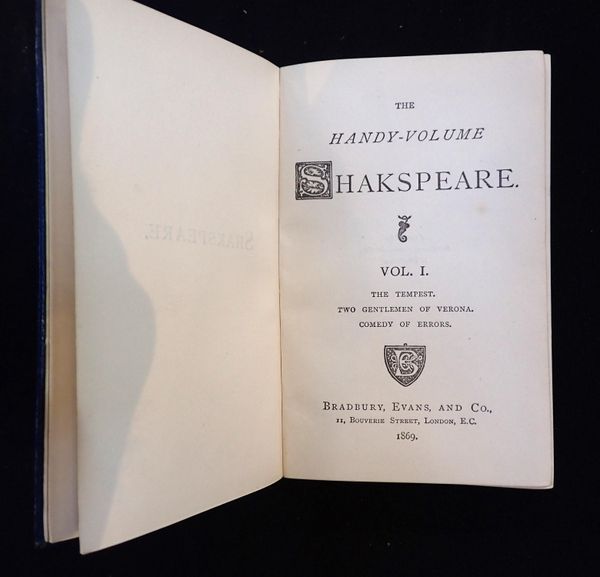 SHAKSPEARE.
THE
HANDY-VOLUME
SHAKSPEARE.
VOL. I.
THE TEMPEST.
TWO GENTLEMEN OF VERONA.
COMEDY OF ERRORS.
BRADBURY, EVANS, AND CO.,
11, BOUVERIE STREET, LONDON, E.C.
1869.